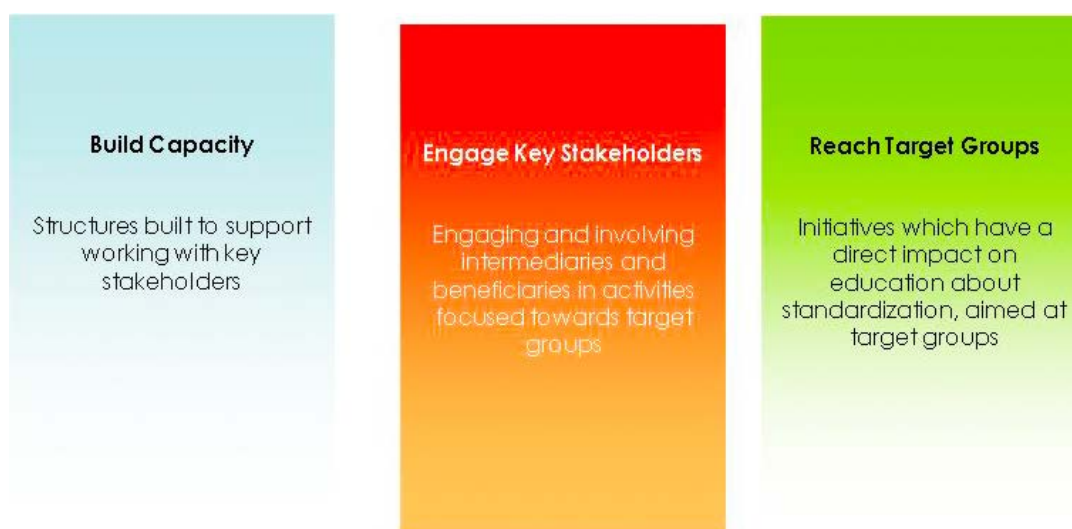 Build Capacity
Structures built to support
working with key
stakeholders
Engage Key Stakeholders
Engaging and involving
intermediaries and
beneficiaries in activities
focused towards target
groups
Reach Target Groups
Initiatives which have a
direct impact on
education about
standardization, aimed at
target groups